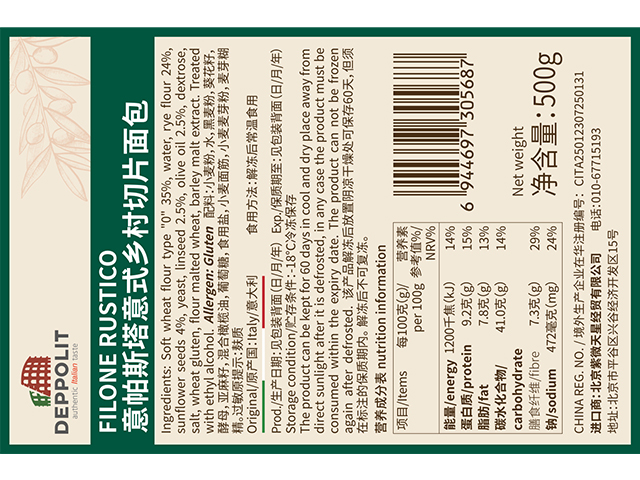 DEPPOLIT
authentic Italian taste
FILONE RUSTICO
意帕斯塔意式乡村切片面包
Ingredients: Soft wheat flour type "0" 35%, water, rye flour 24%,
sunflower seeds 4%, yeast, linseed 2.5%, olive oil 2.5%, dextrose,
salt, wheat gluten, flour malted wheat, barley malt extract. Treated
with ethyl alcohol. Allergen: Gluten 配料:小麦粉,水,黑麦粉,葵花籽,
酵母,亚麻籽,混合橄榄油,葡萄糖,食用盐,小麦面筋,小麦麦芽粉,麦芽糊
精。过敏原提示:麸质
Original/原产国:Italy/意大利 食用方法:解冻后常温食用
Prod./生产日期:见包装背面(日/月/年) Exp./保质期至:见包装背面(日/月/年)
Storage condition/贮存条件:-18°C冷冻保存
The product can be kept for 60 days in cool and dry place away from
direct sunlight after it is defrosted, in any case the product must be
consumed within the expiry date. The product can not be frozen
again after defrosted. 该产品解冻后放置阴凉干燥处可保存60天,但须
在标注的保质期内。解冻后不可复冻。
营养成分表 nutrition information
项目/Items 每100克(g)/ per 100g 营养素参考值%/ NRV%
能量/energy 1200千焦(kJ) 14%
蛋白质/protein 9.2克(g) 15%
脂肪/fat 7.8克(g) 13%
碳水化合物/carbohydrate 41.0克(g) 14%
膳食纤维/fibre 7.3克(g) 29%
钠/sodium 472毫克(mg) 24%
6 944697 305687
Net weight
净含量:500g
CHINA REG. NO. / 境外生产企业在华注册编号: CITA25012307250131
进口商:北京紫微天星经贸有限公司 电话:010-67715193
地址:北京市平谷区兴谷经济开发区15号